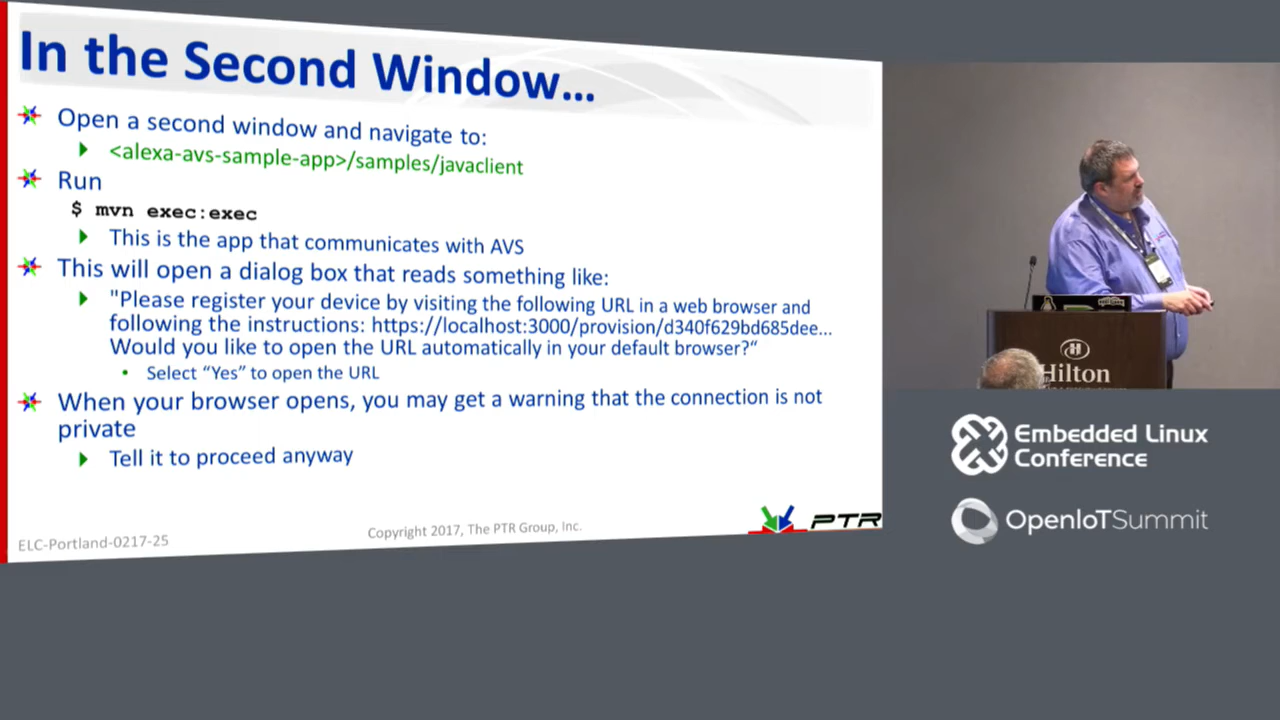 In the Second Window...
Open a second window and navigate to:
<alexa-avs-sample-app>/samples/javaclient
Run
$ mvn exec:exec
This is the app that communicates with AVS
This will open a dialog box that reads something like:
"Please register your device by visiting the following URL in a web browser and
following the instructions: https://localhost:3000/provision/d340f629bd685dee...
Would you like to open the URL automatically in your default browser?“
Select “Yes” to open the URL
When your browser opens, you may get a warning that the connection is not
private
Tell it to proceed anyway
ELC-Portland-0217-25
Copyright 2017, The PTR Group, Inc.
PTR
Hilton
Embedded Linux
Conference
OpenIoTSummit